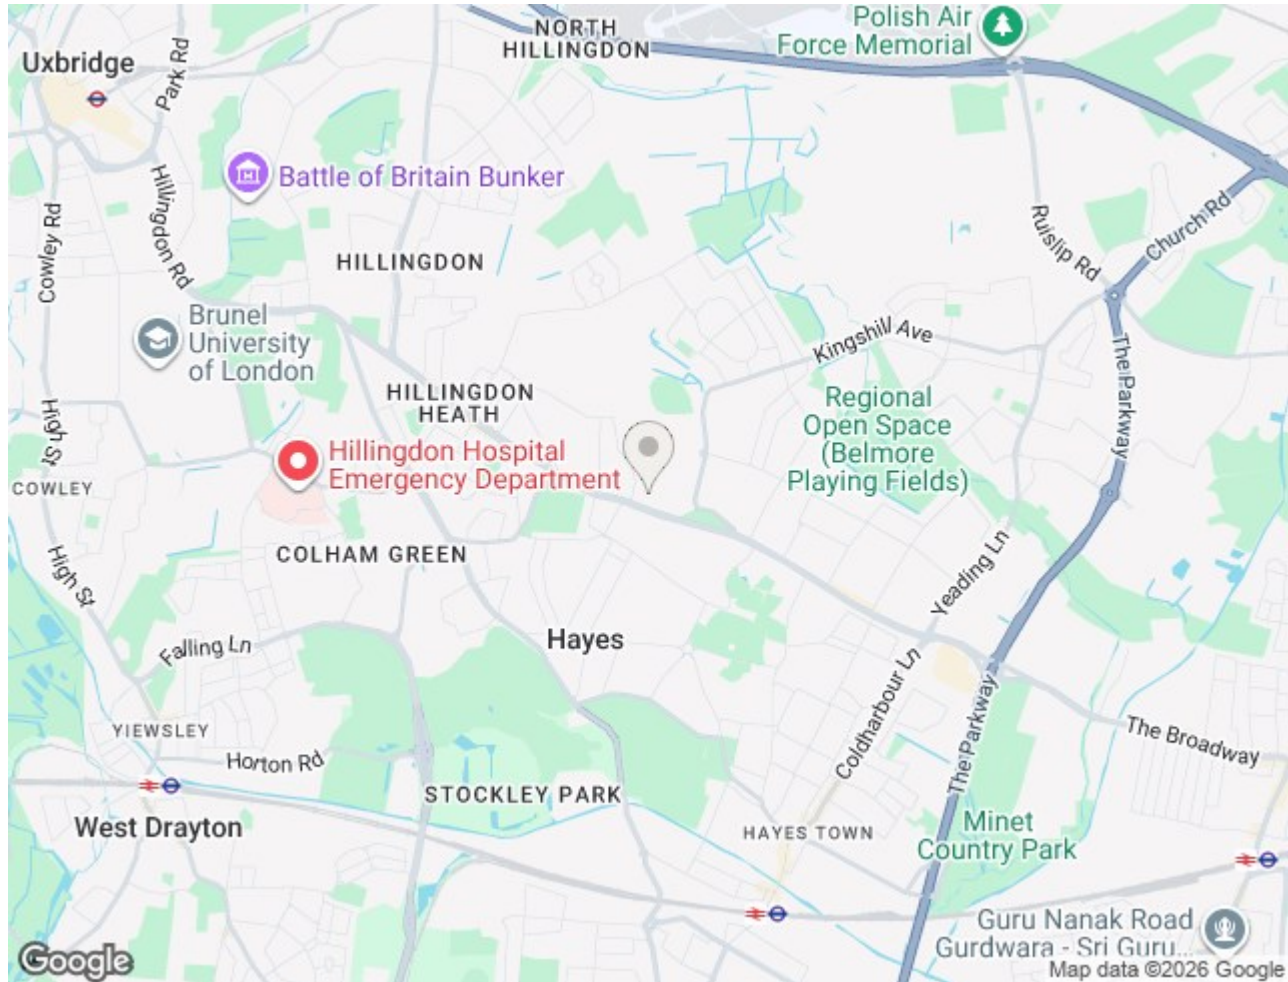 NORTH
HILLINGDON
Polish Air
Force Memorial
Uxbridge
Park Rd
Battle of Britain Bunker
Hillingdon Rd
Cowley Rd
Ruislip Rd
Church Rd
HILLINGDON
Brunel
University
of London
Kingshill Ave
The Parkway
HILLINGDON
HEATH
Regional
Open Space
(Belmore
Playing Fields)
High St
Hillingdon Hospital
Emergency Department
COWLEY
COLHAM GREEN
High St
Yeading Ln
Falling Ln
Hayes
Coldharbour Ln
The Parkway
YIEWSLEY
Horton Rd
The Broadway
STOCKLEY PARK
West Drayton
HAYES TOWN
Minet
Country Park
Guru Nanak Road
Gurdwara - Sri Guru...
Google
Map data ©2026 Google